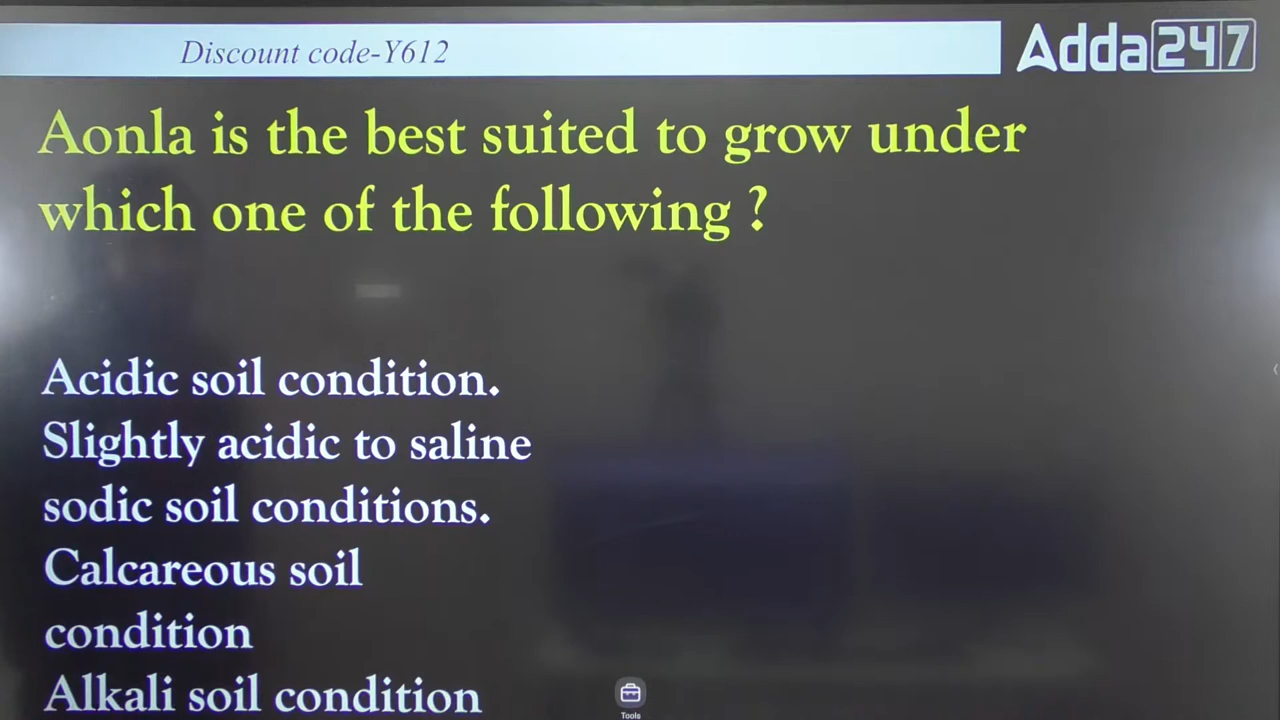 Discount code-Y612
Adda247
Aonla is the best suited to grow under
which one of the following ?
Acidic soil condition.
Slightly acidic to saline
sodic soil conditions.
Calcareous soil
condition
Alkali soil condition
Tools